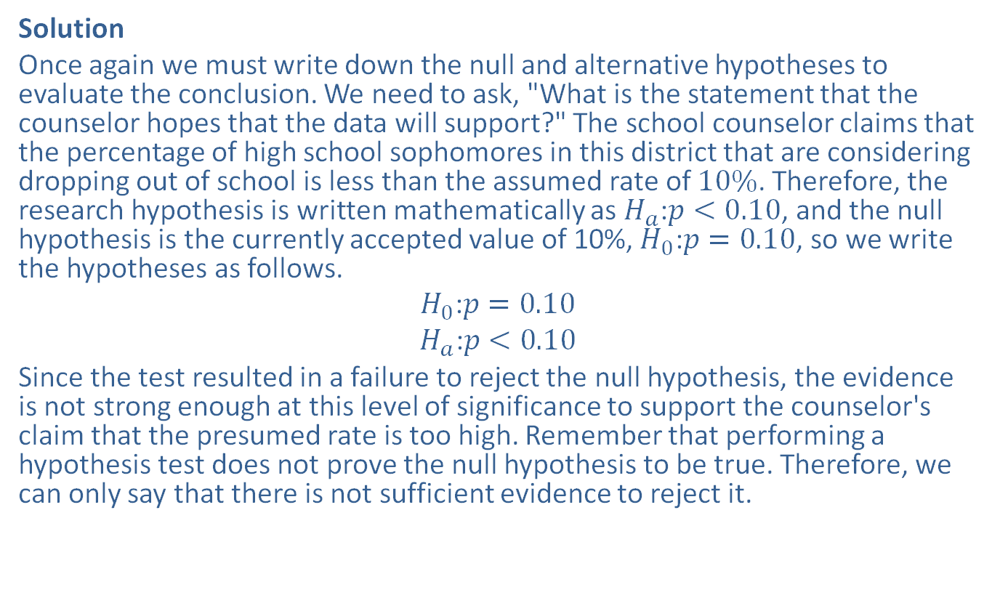 Solution
Once again we must write down the null and alternative hypotheses to
evaluate the conclusion. We need to ask, "What is the statement that the
counselor hopes that the data will support?" The school counselor claims that
the percentage of high school sophomores in this district that are considering
dropping out of school is less than the assumed rate of 10%. Therefore, the
research hypothesis is written mathematically as Hₐ:p < 0.10, and the null
hypothesis is the currently accepted value of 10%, H₀:p = 0.10, so we write
the hypotheses as follows.
H₀:p = 0.10
Hₐ:p < 0.10
Since the test resulted in a failure to reject the null hypothesis, the evidence
is not strong enough at this level of significance to support the counselor's
claim that the presumed rate is too high. Remember that performing a
hypothesis test does not prove the null hypothesis to be true. Therefore, we
can only say that there is not sufficient evidence to reject it.